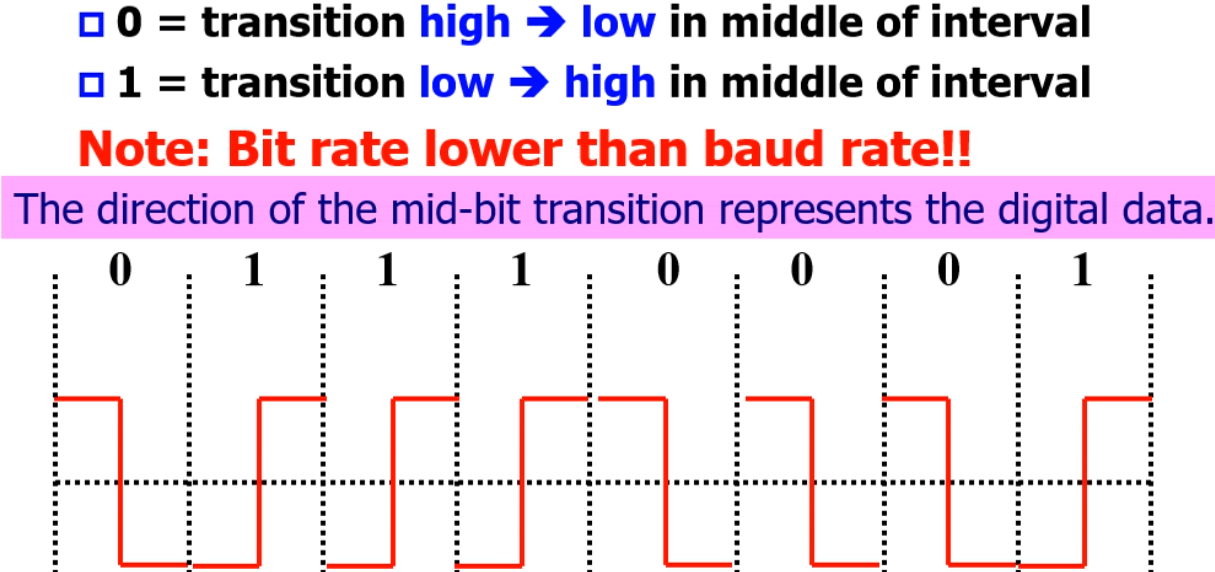 □ 0 = transition high ➔ low in middle of interval
□ 1 = transition low ➔ high in middle of interval
Note: Bit rate lower than baud rate!!
The direction of the mid-bit transition represents the digital data.
0 1 1 1 0 0 0 1